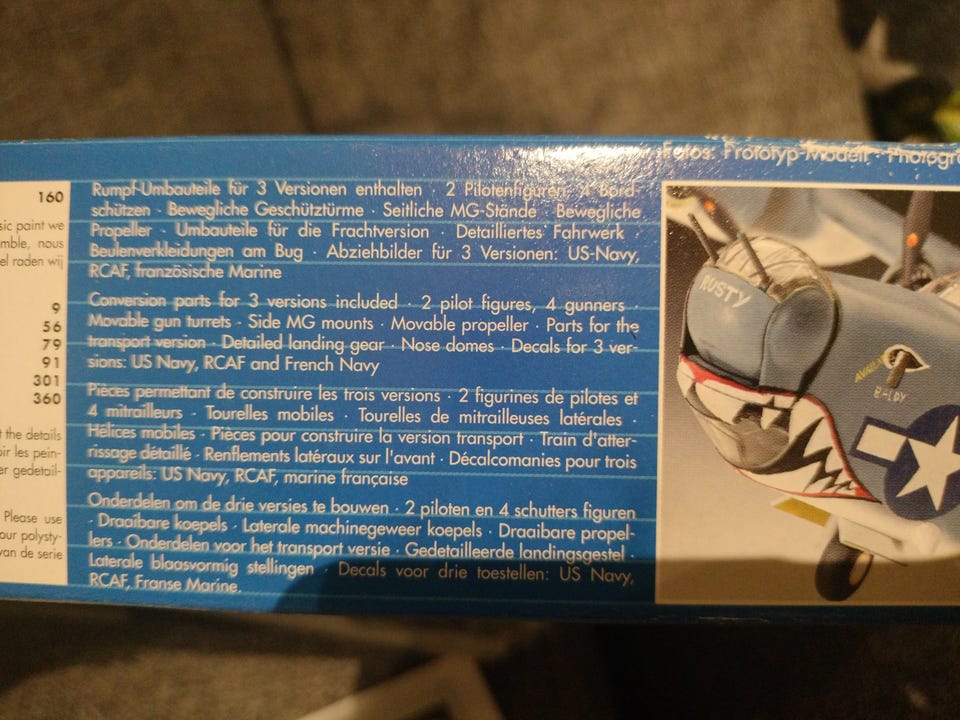 Fotos: Prototyp-Modell · Photogra
160
sic paint we
mble, nous
el raden wij
9
56
79
91
301
360
t the details
oir les pein-
er gedetail-
Please use
our polysty-
van de serie
Rumpf-Umbauteile für 3 Versionen enthalten · 2 Pilotenfiguren, 4 Bord-
schützen · Bewegliche Geschütztürme · Seitliche MG-Stände · Bewegliche
Propeller · Umbauteile für die Frachtversion · Detailliertes Fahrwerk ·
Beulenverkleidungen am Bug · Abziehbilder für 3 Versionen: US-Navy,
RCAF, französische Marine
Conversion parts for 3 versions included · 2 pilot figures, 4 gunners ·
Movable gun turrets · Side MG mounts · Movable propeller · Parts for the
transport version · Detailed landing gear · Nose domes · Decals for 3 ver-
sions: US Navy, RCAF and French Navy
Pièces permettant de construire les trois versions · 2 figurines de pilotes et
4 mitrailleurs · Tourelles mobiles · Tourelles de mitrailleuses latérales ·
Hélices mobiles · Pièces pour construire la version transport · Train d'atter-
rissage détaillé · Renflements latéraux sur l'avant · Décalcomanies pour trois
appareils: US Navy, RCAF, marine française
Onderdelen om de drie versies te bouwen · 2 piloten en 4 schutters figuren
· Draaibare koepels · Laterale machinegeweer koepels · Draaibare propel-
lers · Onderdelen voor het transport versie · Gedetailleerde landingsgestel ·
Laterale blaasvormig stellingen · Decals voor drie toestellen: US Navy,
RCAF, Franse Marine.
RUSTY